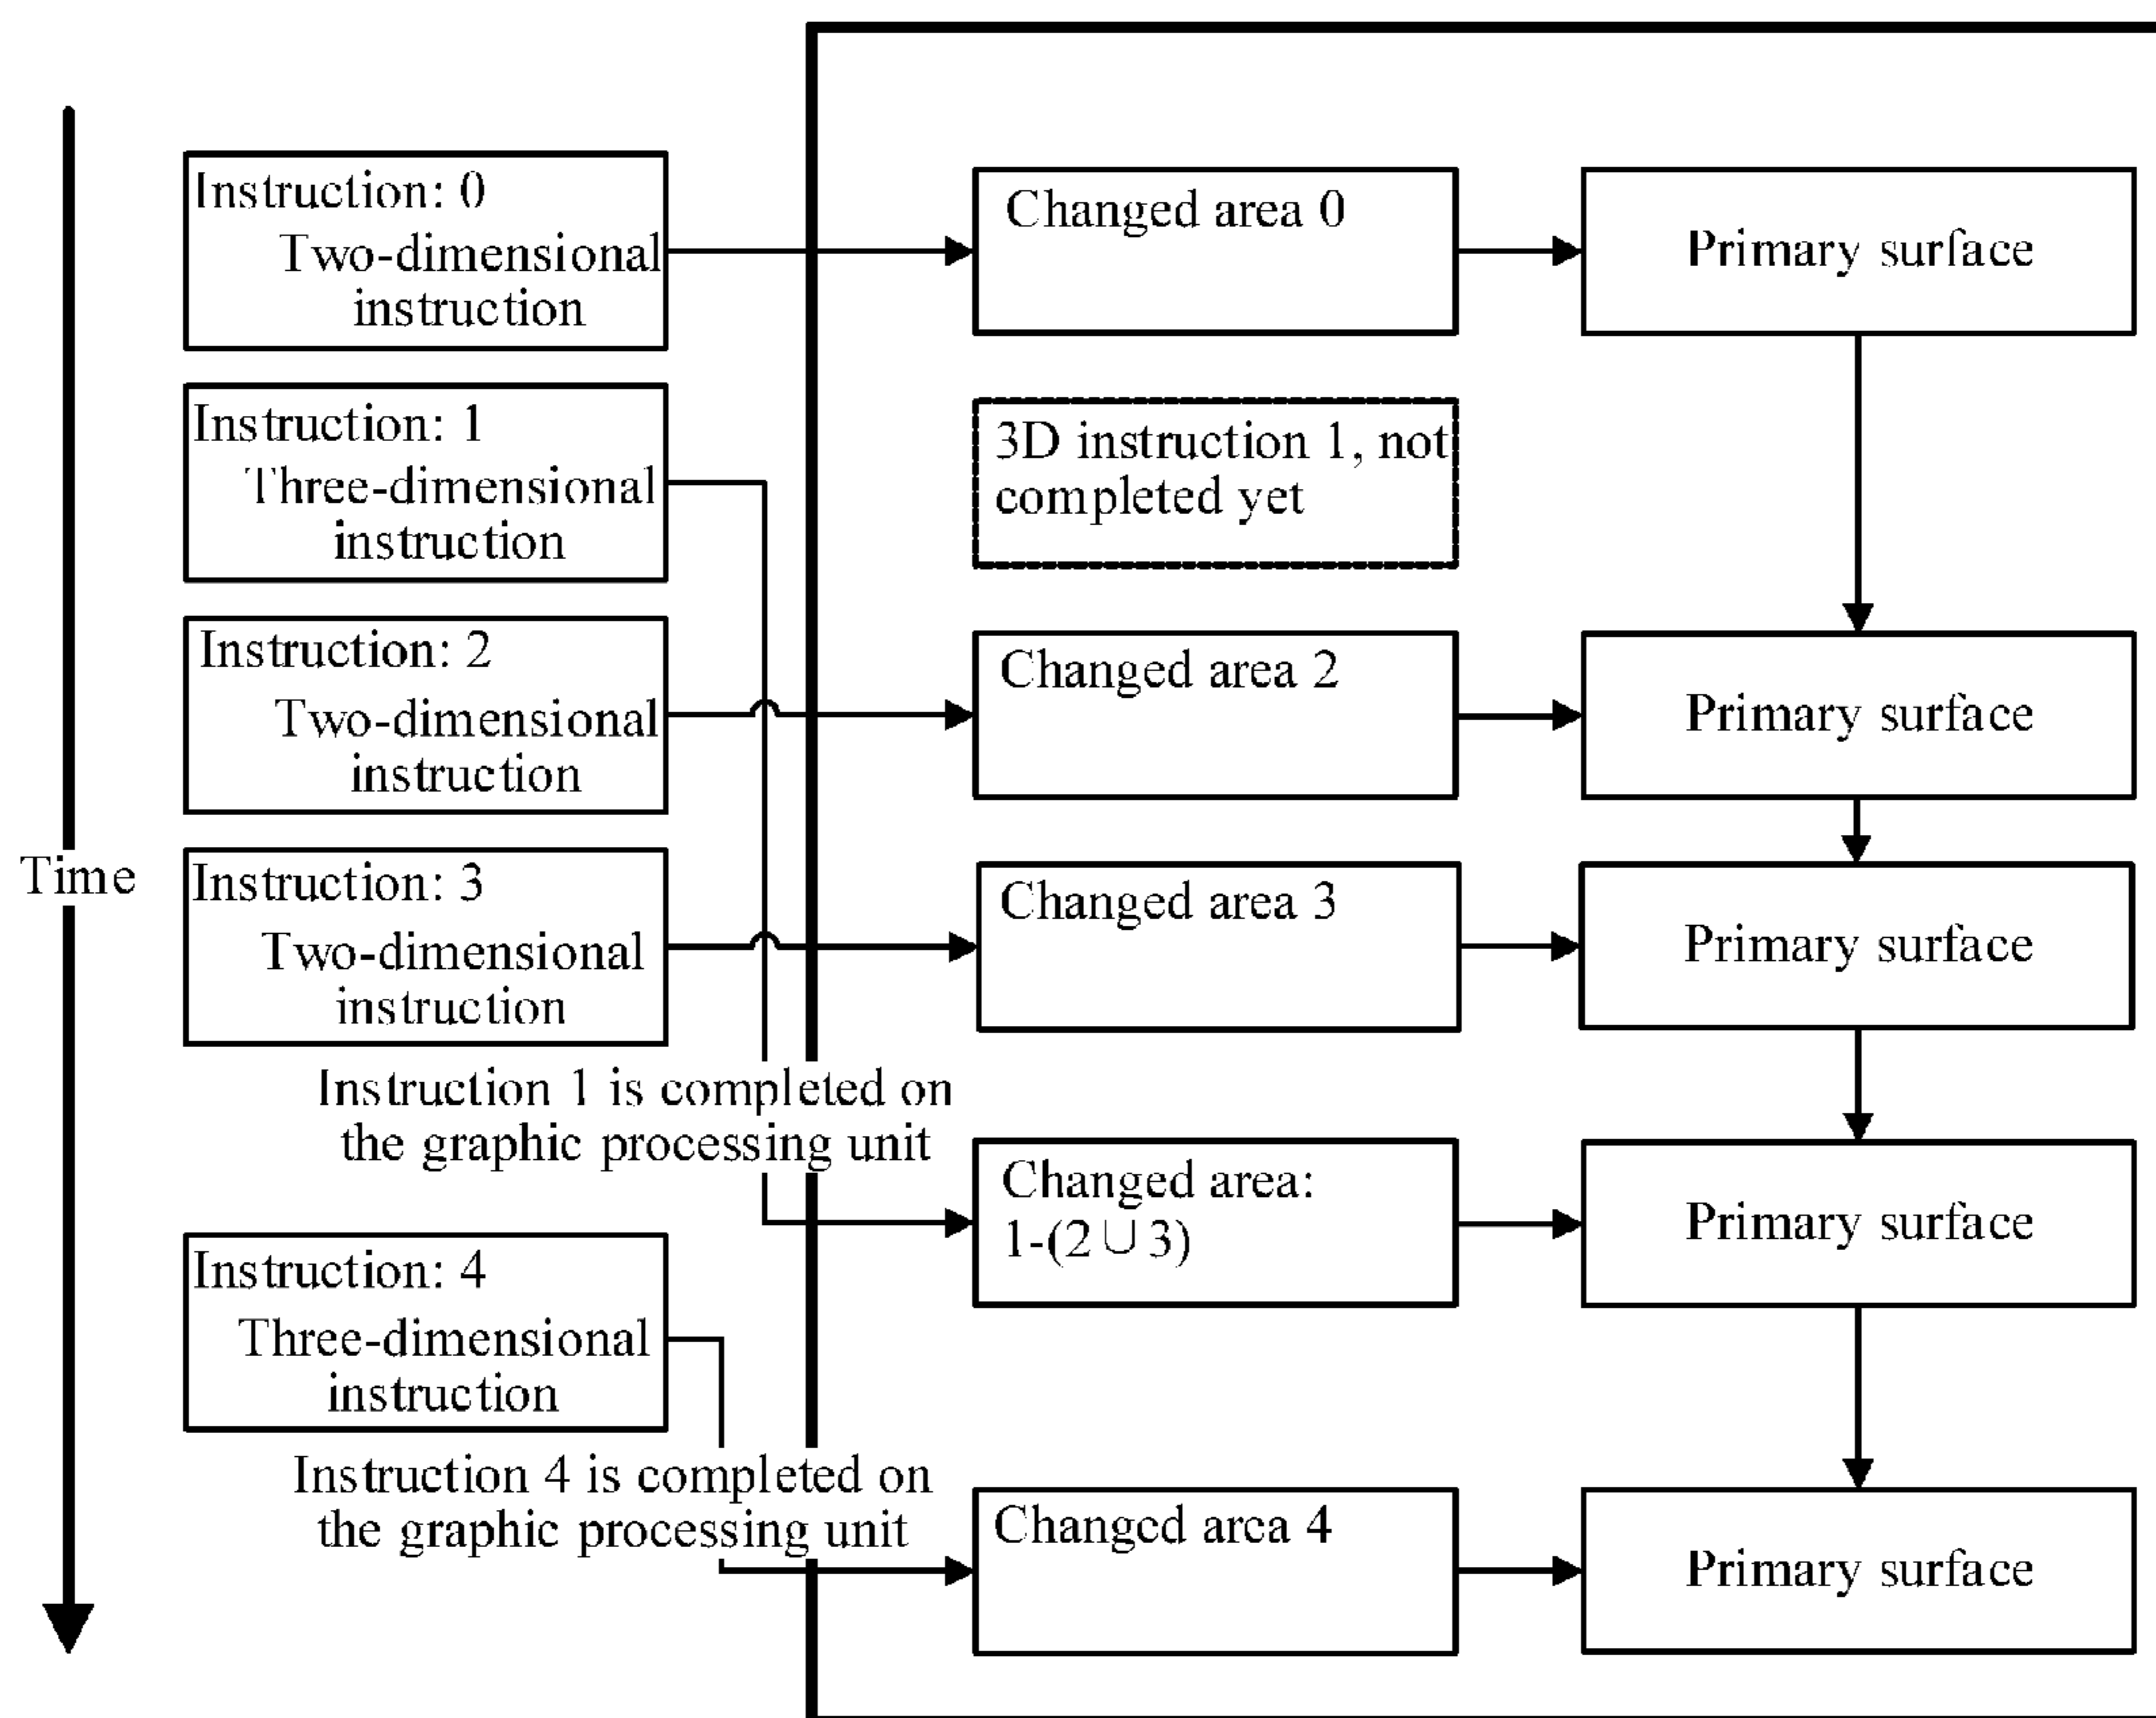 Instruction: 0
Two-dimensional
instruction
Changed area 0
Primary surface
Instruction: 1
Three-dimensional
instruction
3D instruction 1, not
completed yet
Instruction: 2
Two-dimensional
instruction
Changed area 2
Primary surface
Time
Instruction: 3
Two-dimensional
instruction
Changed area 3
Primary surface
Instruction 1 is completed on
the graphic processing unit
Changed area:
1-(2∪3)
Primary surface
Instruction: 4
Three-dimensional
instruction
Instruction 4 is completed on
the graphic processing unit
Changed area 4
Primary surface